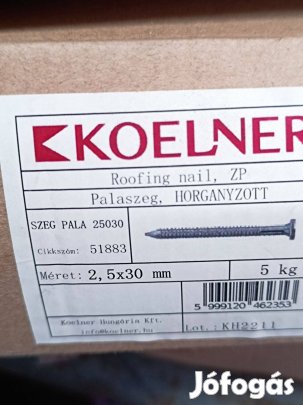 KOELNER
Roofing nail, ZP
Palaszeg, HORGANYZOTT
SZEG PALA 25030
Cikkszám: 51883
Méret: 2,5x30 mm
5 kg
5 999120 462353
Koelner Hungária Kft.
info@koelner.hu
Lot.: KH2211
Jófogás